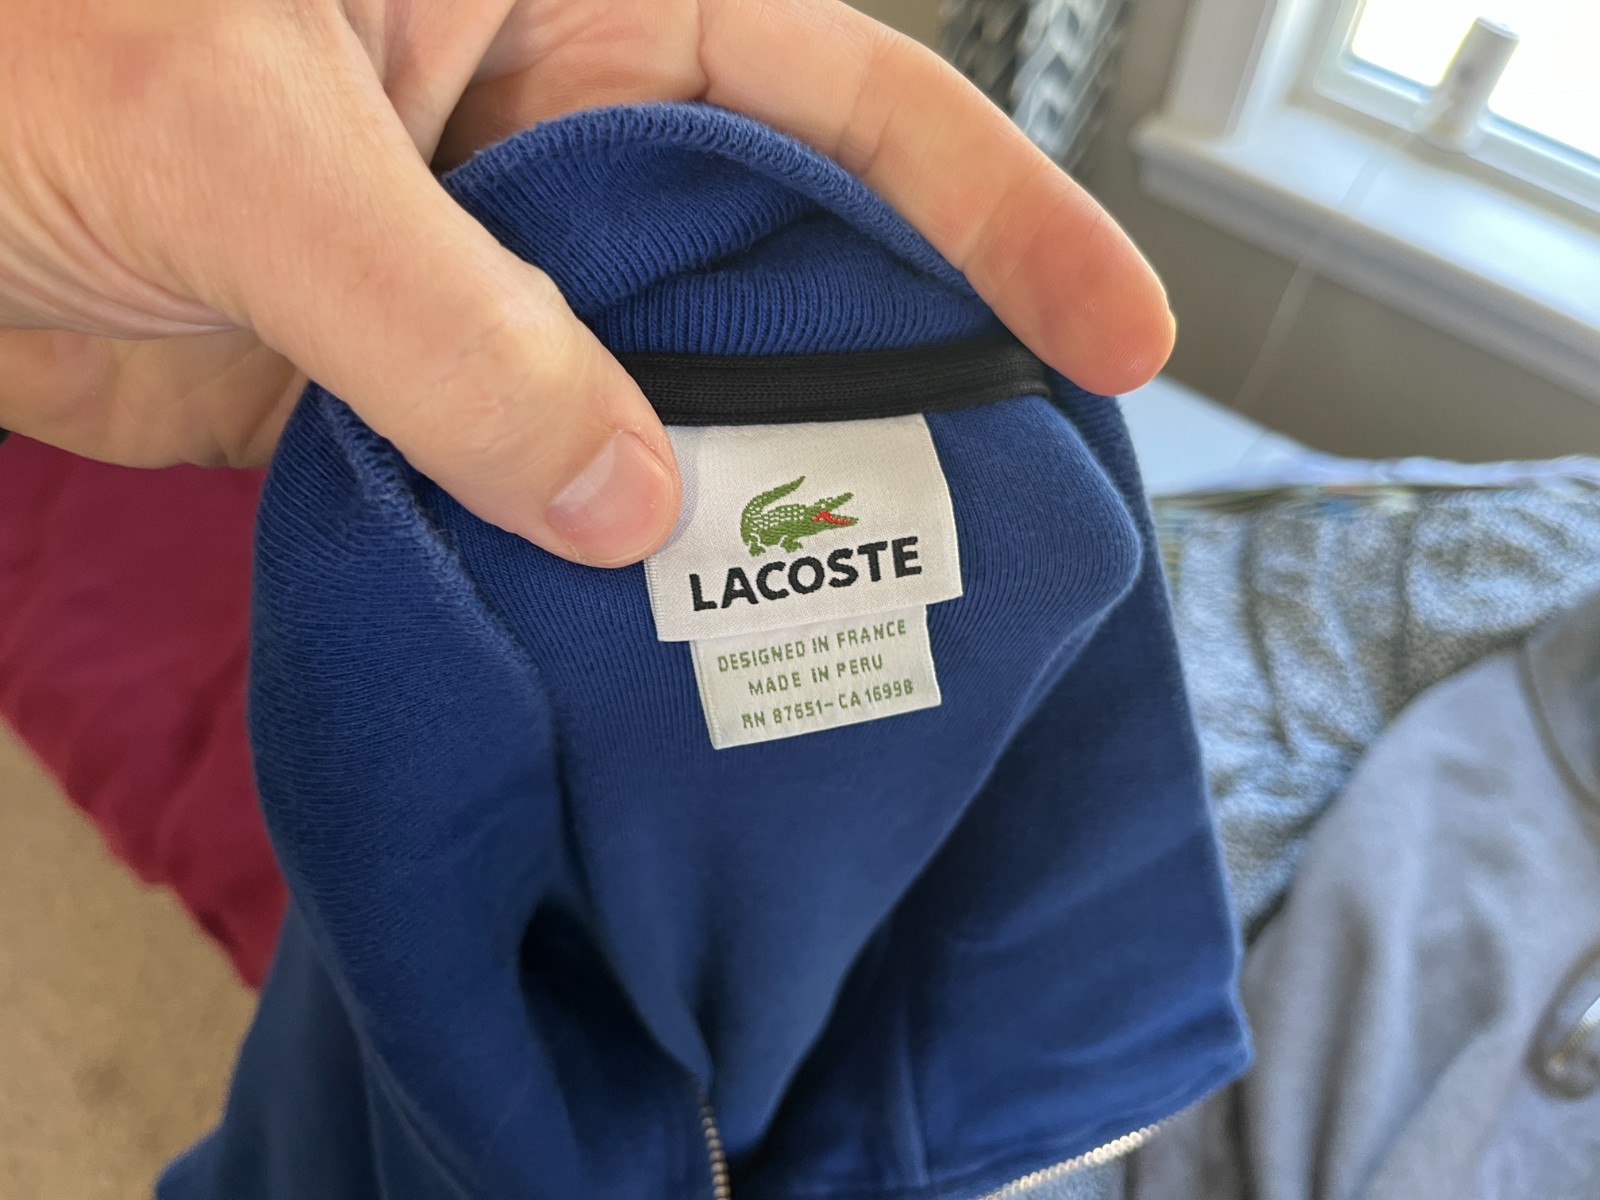 LACOSTE
DESIGNED IN FRANCE
MADE IN PERU
RN 87651-CA 16998